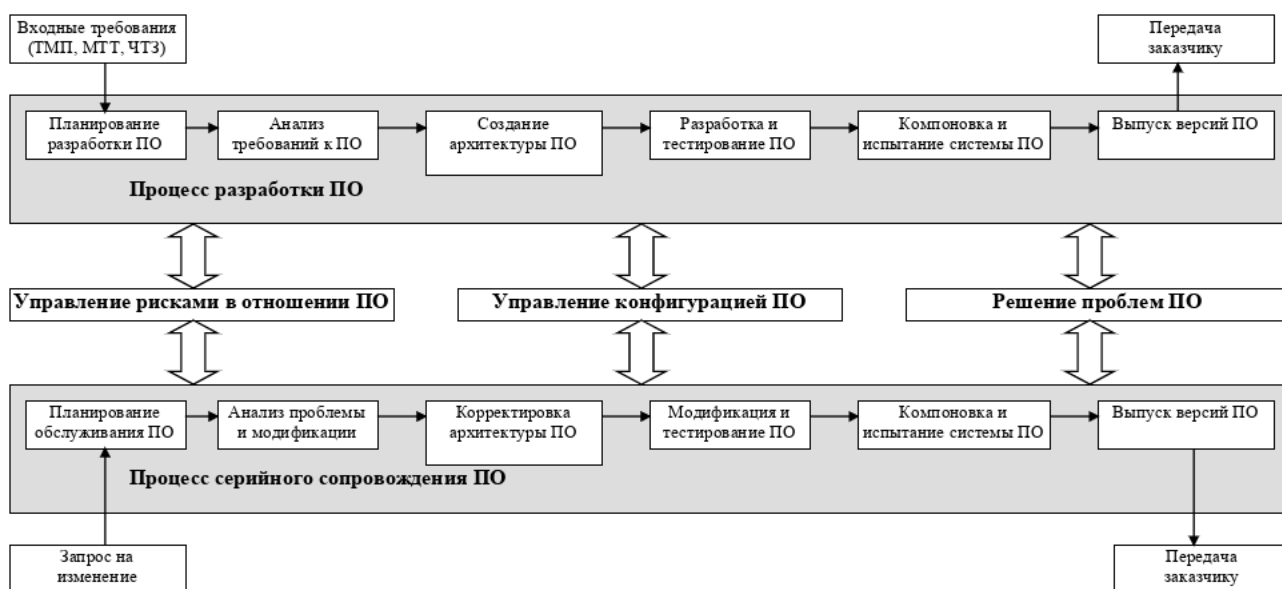 Входные требования
(ТМП, МТТ, ЧТЗ)
Передача
заказчику
Планирование
разработки ПО
Анализ
требований к ПО
Создание
архитектуры ПО
Разработка и
тестирование ПО
Компоновка и
испытание системы ПО
Выпуск версий ПО
Процесс разработки ПО
Управление рисками в отношении ПО
Управление конфигурацией ПО
Решение проблем ПО
Планирование
обслуживания ПО
Анализ проблемы
и модификации
Корректировка
архитектуры ПО
Модификация и
тестирование ПО
Компоновка и
испытание системы ПО
Выпуск версий ПО
Процесс серийного сопровождения ПО
Запрос на
изменение
Передача
заказчику